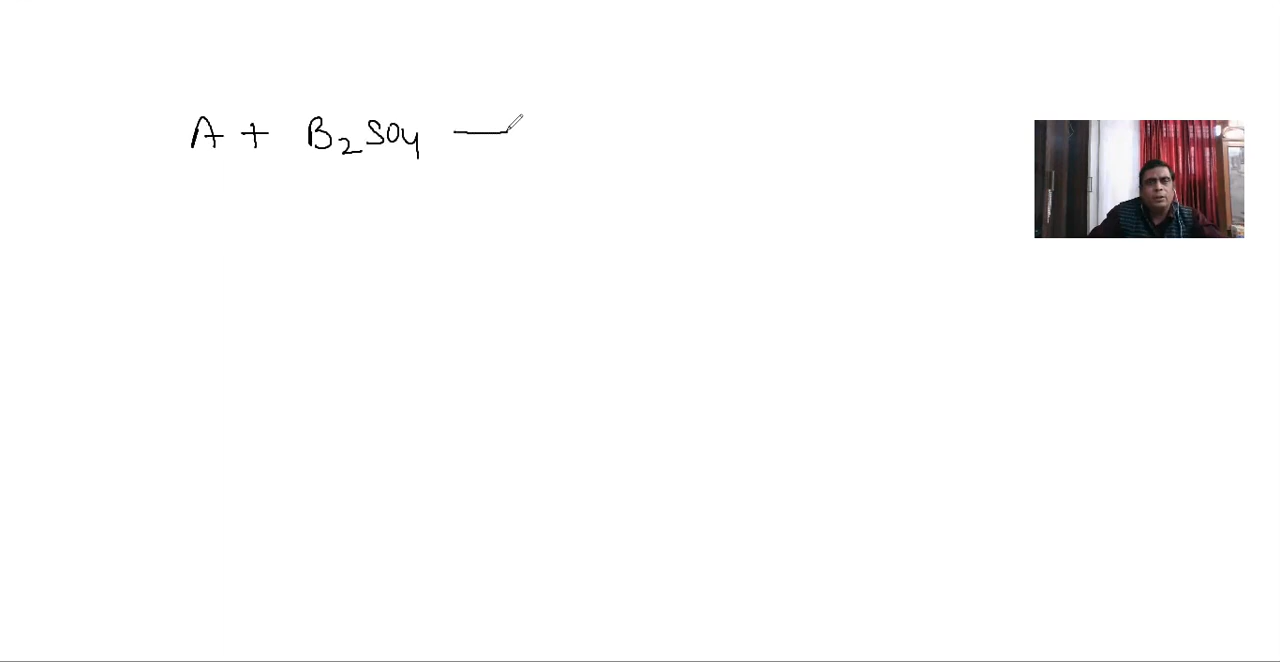 A + B₂SO₄ —